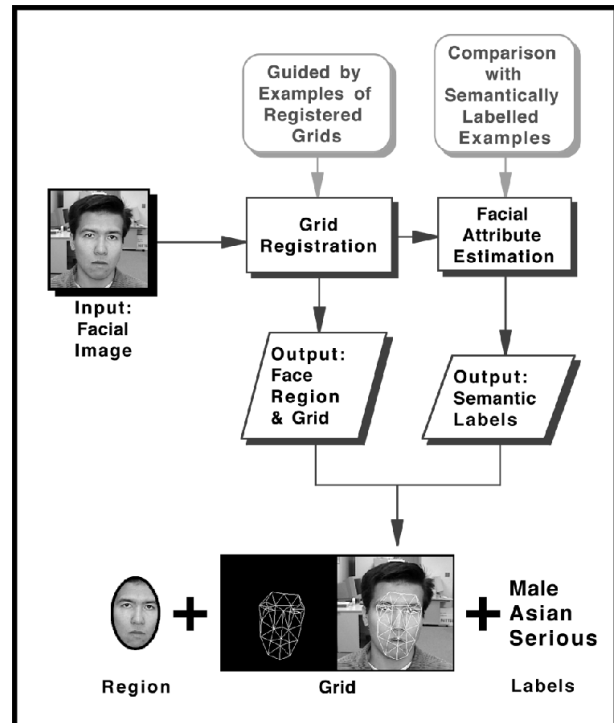 Guided by
Examples of
Registered
Grids
Comparison
with
Semantically
Labelled
Examples
Grid
Registration
Facial
Attribute
Estimation
Input:
Facial
Image
Output:
Face
Region
& Grid
Output:
Semantic
Labels
Male
Asian
Serious
Region
Grid
Labels